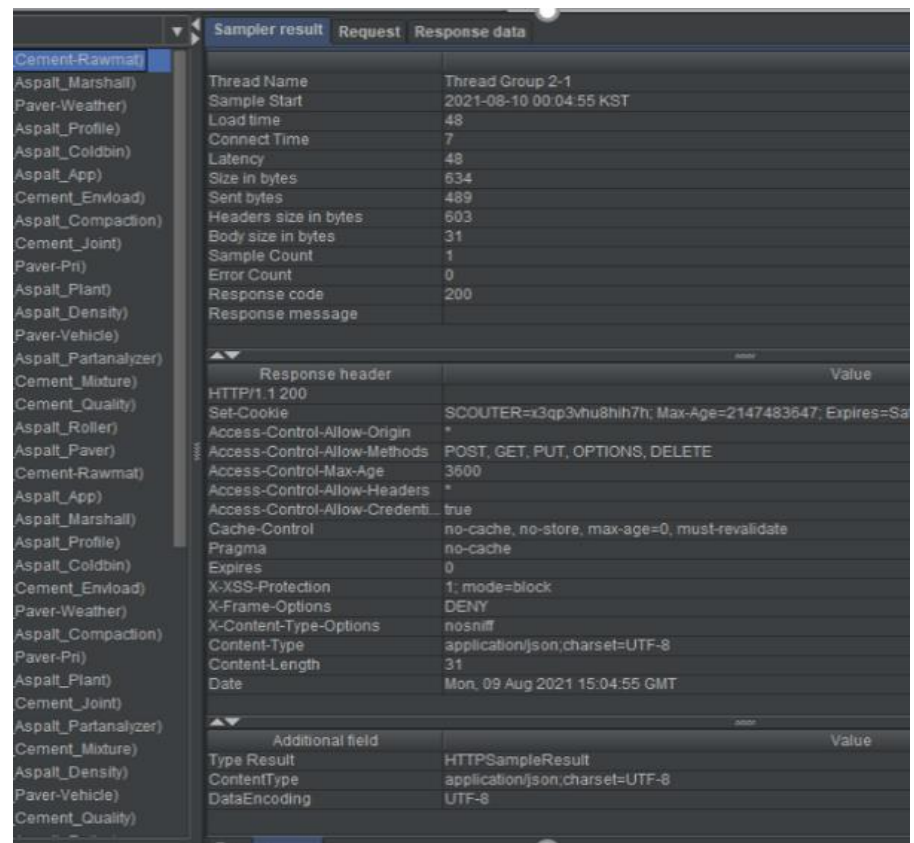 Cement-Rawmat)
Aspalt_Marshall)
Paver-Weather)
Aspalt_Profile)
Aspalt_Coldbin)
Aspalt_App)
Cement_Envload)
Aspalt_Compaction)
Cement_Joint)
Paver-Pri)
Aspalt_Plant)
Aspalt_Density)
Paver-Vehicle)
Aspalt_Partanalyzer)
Cement_Mixture)
Cement_Quality)
Aspalt_Roller)
Aspalt_Paver)
Cement-Rawmat)
Aspalt_App)
Aspalt_Marshall)
Aspalt_Profile)
Aspalt_Coldbin)
Cement_Envload)
Paver-Weather)
Aspalt_Compaction)
Paver-Pri)
Aspalt_Plant)
Cement_Joint)
Aspalt_Partanalyzer)
Cement_Mixture)
Aspalt_Density)
Paver-Vehicle)
Cement_Quality)
Sampler result Request Response data
Thread Name Thread Group 2-1
Sample Start 2021-08-10 00:04:55 KST
Load time 48
Connect Time 7
Latency 48
Size in bytes 634
Sent bytes 489
Headers size in bytes 603
Body size in bytes 31
Sample Count 1
Error Count 0
Response code 200
Response message
Response header Value
HTTP/1.1 200
Set-Cookie SCOUTER=x3qp3vhu8hih7h; Max-Age=2147483647; Expires=Sa
Access-Control-Allow-Origin *
Access-Control-Allow-Methods POST, GET, PUT, OPTIONS, DELETE
Access-Control-Max-Age 3600
Access-Control-Allow-Headers *
Access-Control-Allow-Credenti... true
Cache-Control no-cache, no-store, max-age=0, must-revalidate
Pragma no-cache
Expires 0
X-XSS-Protection 1; mode=block
X-Frame-Options DENY
X-Content-Type-Options nosniff
Content-Type application/json;charset=UTF-8
Content-Length 31
Date Mon, 09 Aug 2021 15:04:55 GMT
Additional field Value
Type Result HTTPSampleResult
ContentType application/json;charset=UTF-8
DataEncoding UTF-8